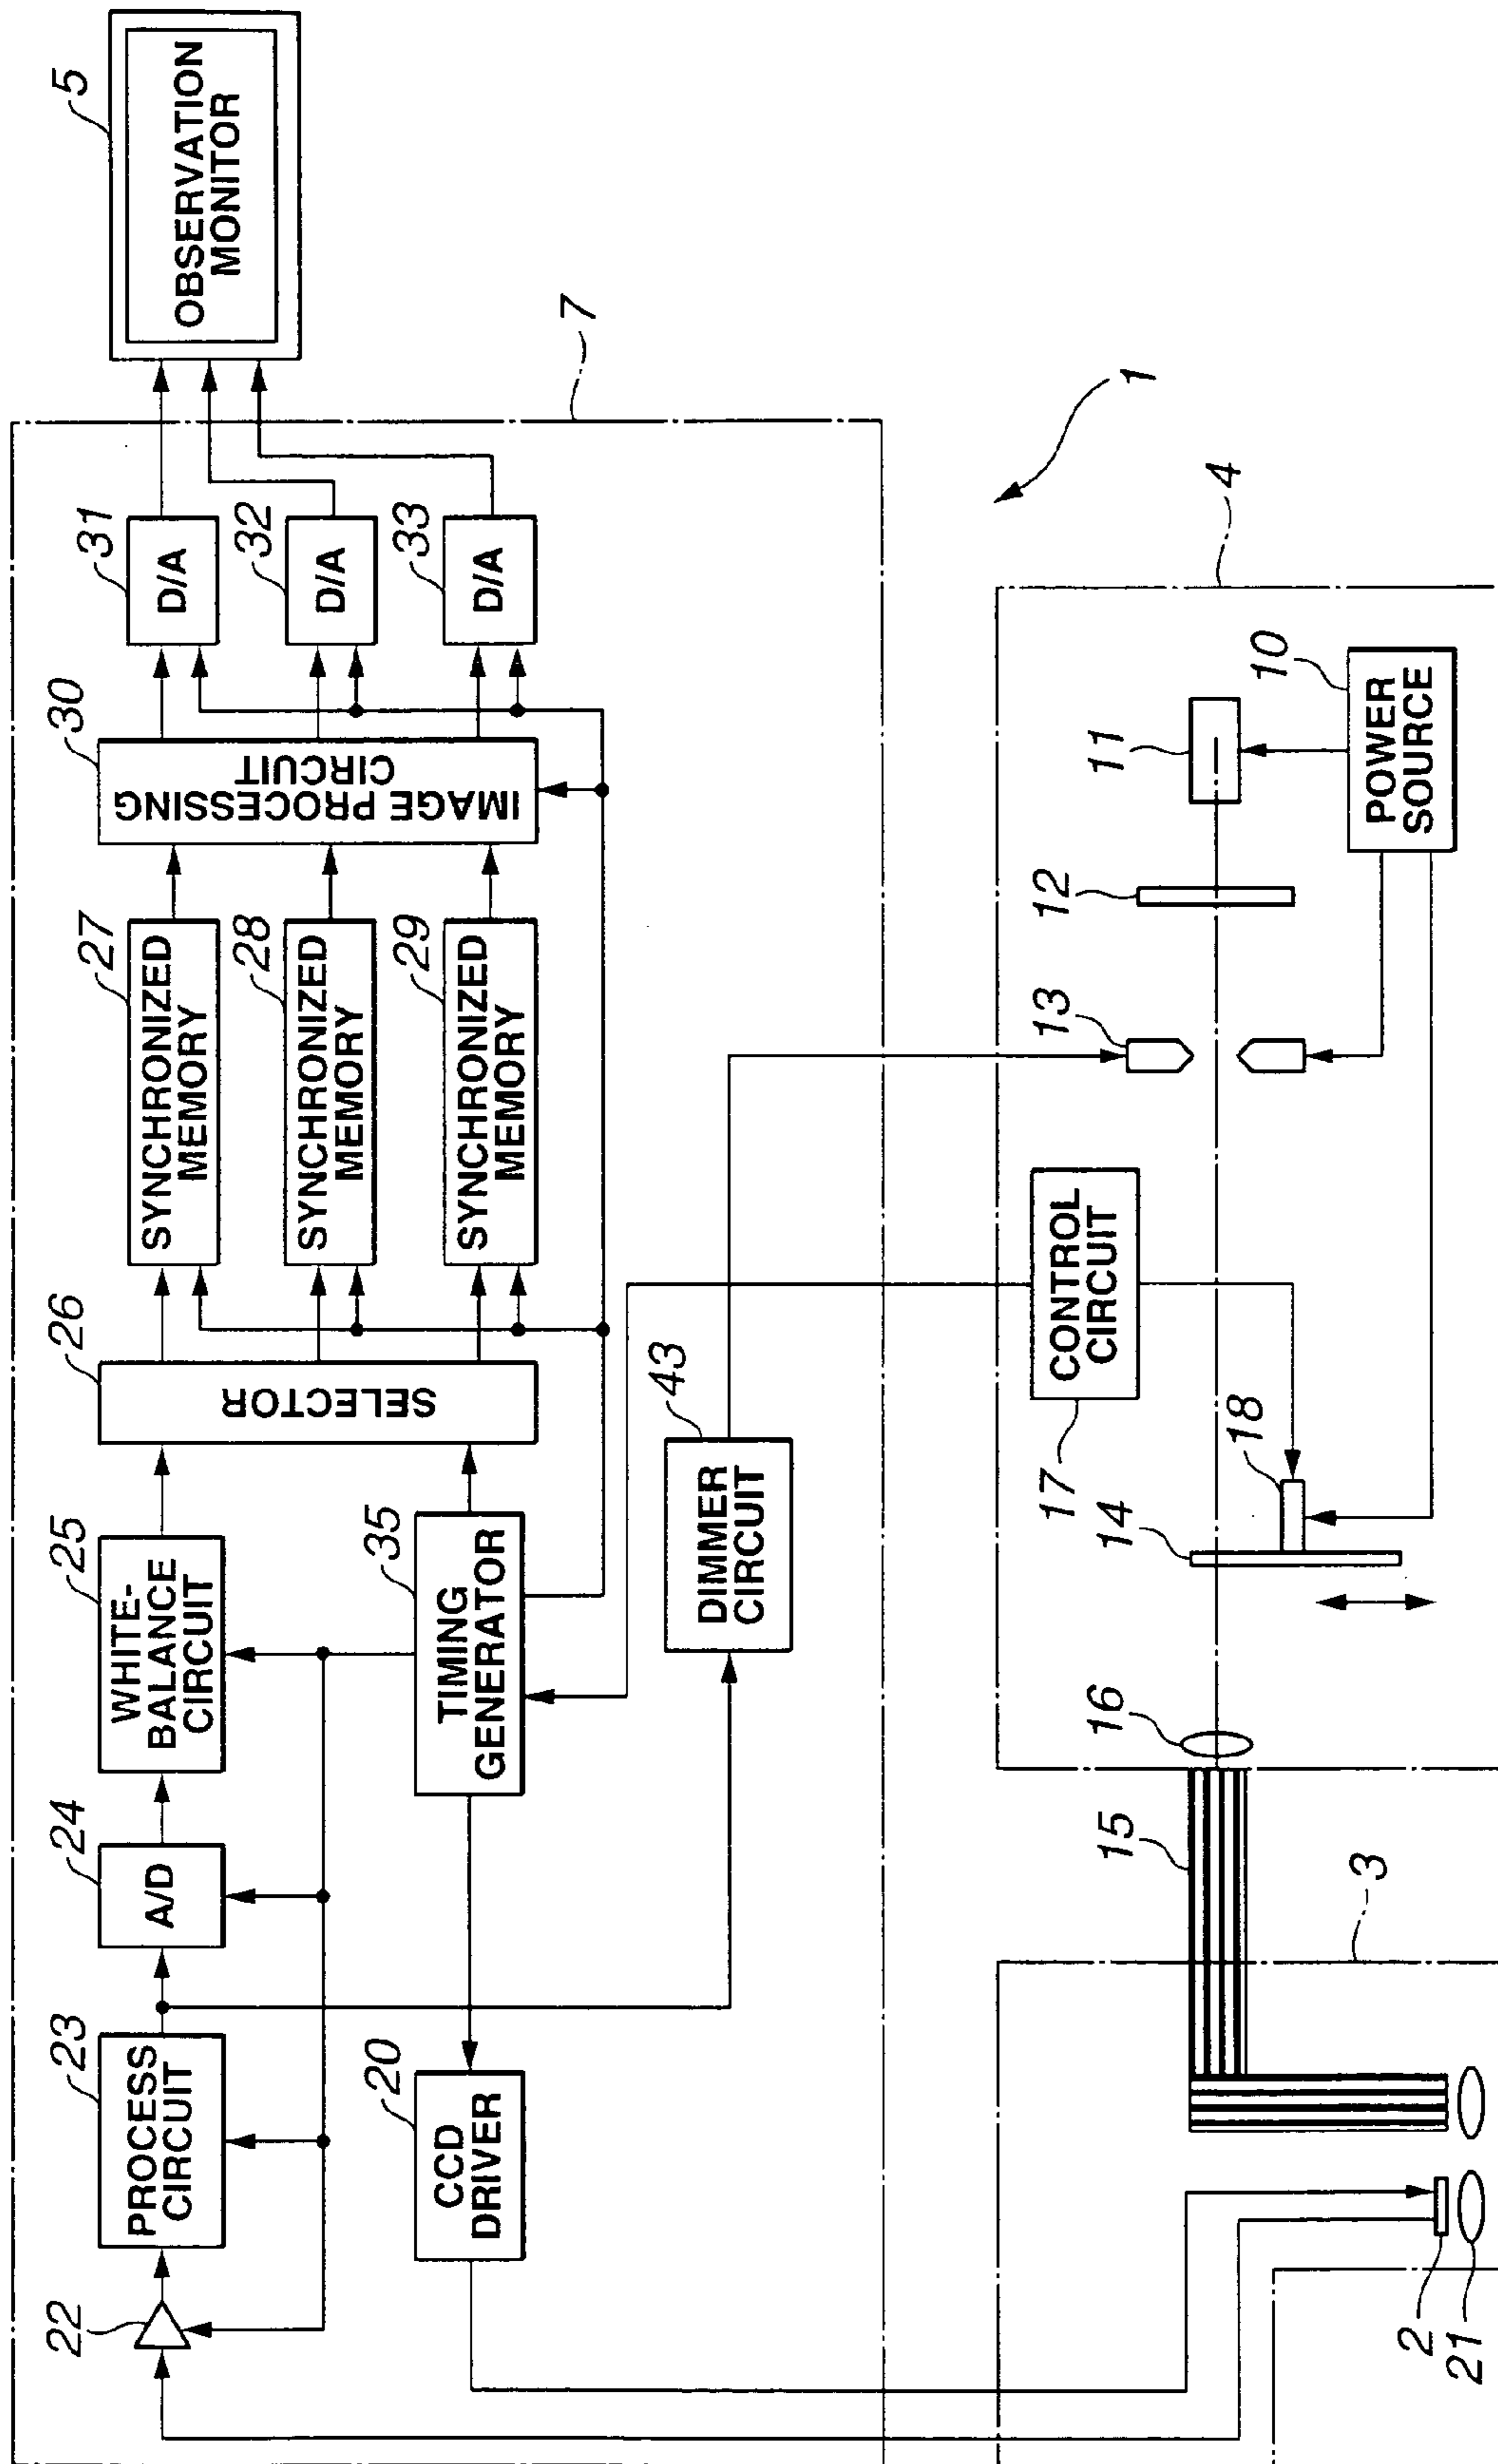 5
OBSERVATION
MONITOR
7
1
4
31
D/A
32
D/A
33
D/A
30
IMAGE PROCESSING
CIRCUIT
27
SYNCHRONIZED
MEMORY
28
SYNCHRONIZED
MEMORY
29
SYNCHRONIZED
MEMORY
26
SELECTOR
25
WHITE-
BALANCE
CIRCUIT
35
TIMING
GENERATOR
43
DIMMER
CIRCUIT
24
A/D
23
PROCESS
CIRCUIT
22
20
CCD
DRIVER
10
POWER
SOURCE
11
12
13
CONTROL
CIRCUIT
17
18
14
16
15
3
2
21